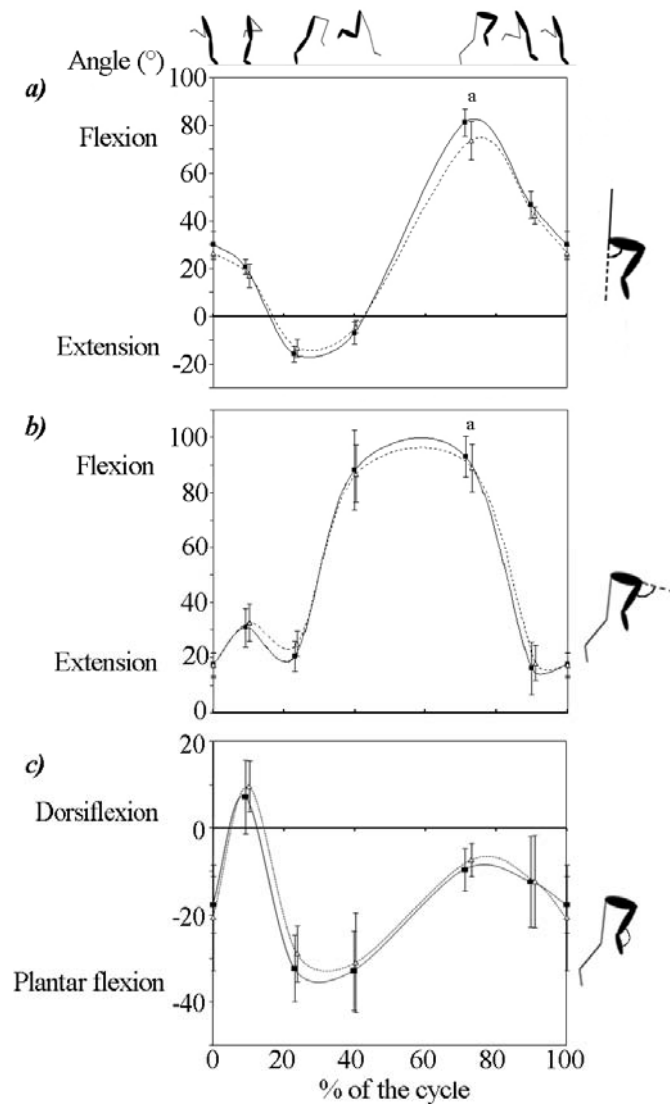 Angle (°)
a)
100
a
80
Flexion
60
40
20
0
Extension
-20
b)
a
100
Flexion
80
60
40
20
Extension
0
20
c)
Dorsiflexion
0
-20
Plantar flexion
-40
0 20 40 60 80 100
% of the cycle